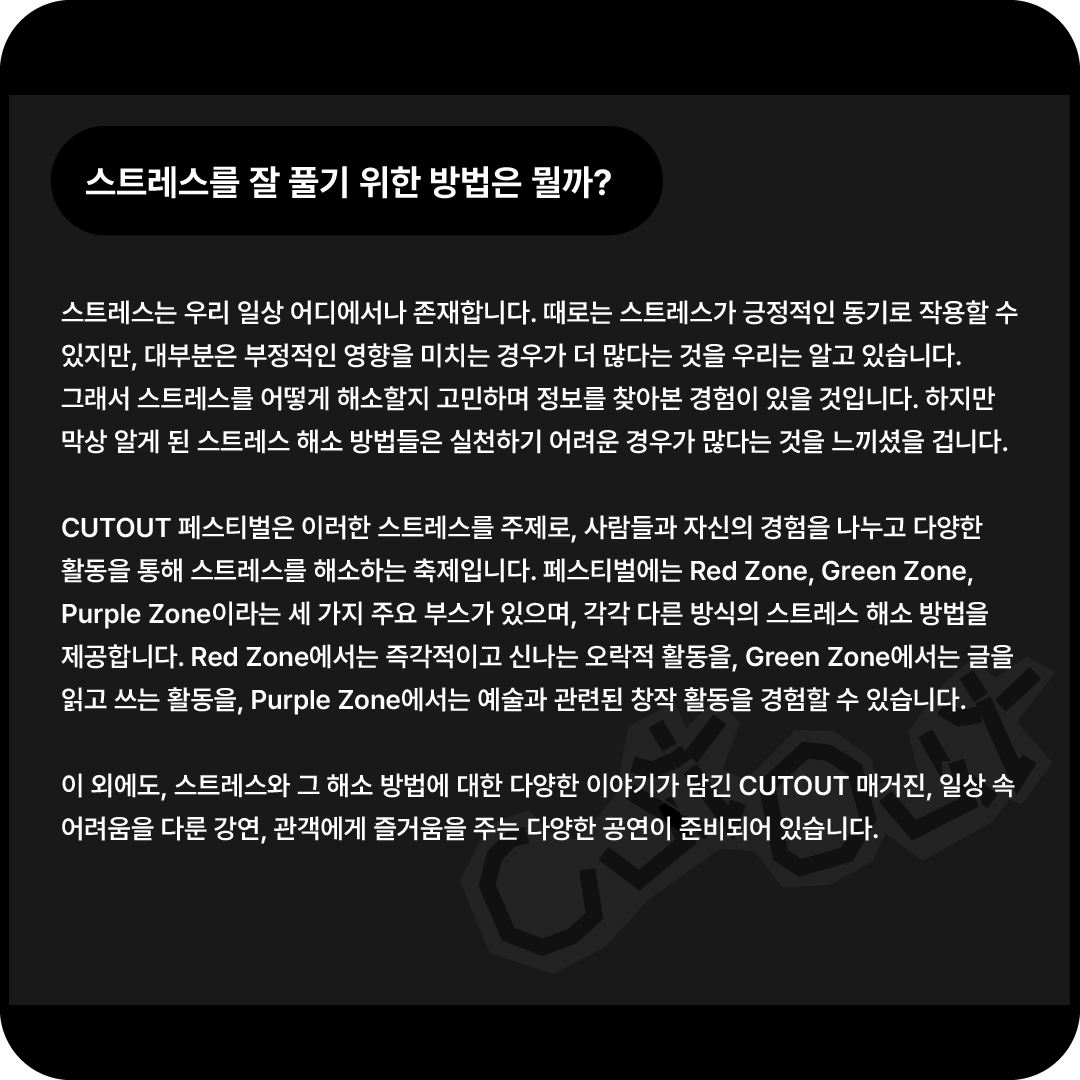 스트레스를 잘 풀기 위한 방법은 뭘까?
스트레스는 우리 일상 어디에서나 존재합니다. 때로는 스트레스가 긍정적인 동기로 작용할 수
있지만, 대부분은 부정적인 영향을 미치는 경우가 더 많다는 것을 우리는 알고 있습니다.
그래서 스트레스를 어떻게 해소할지 고민하며 정보를 찾아본 경험이 있을 것입니다. 하지만
막상 알게 된 스트레스 해소 방법들은 실천하기 어려운 경우가 많다는 것을 느끼셨을 겁니다.
CUTOUT 페스티벌은 이러한 스트레스를 주제로, 사람들과 자신의 경험을 나누고 다양한
활동을 통해 스트레스를 해소하는 축제입니다. 페스티벌에는 Red Zone, Green Zone,
Purple Zone이라는 세 가지 주요 부스가 있으며, 각각 다른 방식의 스트레스 해소 방법을
제공합니다. Red Zone에서는 즉각적이고 신나는 오락적 활동을, Green Zone에서는 글을
읽고 쓰는 활동을, Purple Zone에서는 예술과 관련된 창작 활동을 경험할 수 있습니다.
이 외에도, 스트레스와 그 해소 방법에 대한 다양한 이야기가 담긴 CUTOUT 매거진, 일상 속
어려움을 다룬 강연, 관객에게 즐거움을 주는 다양한 공연이 준비되어 있습니다.
CUTOUT